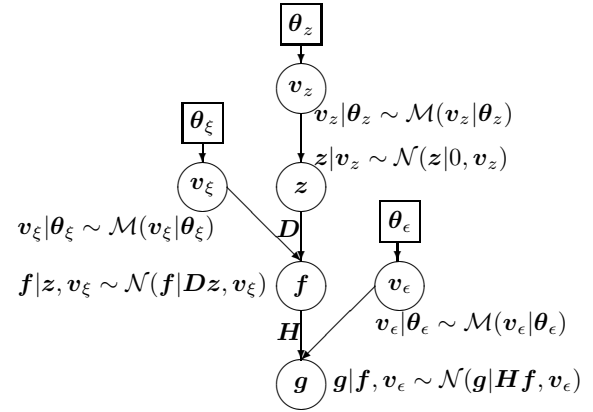 θ_z
v_z
v_z|θ_z ∼ M(v_z|θ_z)
θ_ξ
z|v_z ∼ N(z|0, v_z)
v_ξ
z
v_ξ|θ_ξ ∼ M(v_ξ|θ_ξ)
D
θ_ϵ
f|z, v_ξ ∼ N(f|Dz, v_ξ)
f
v_ϵ
H
v_ϵ|θ_ϵ ∼ M(v_ϵ|θ_ϵ)
g
g|f, v_ϵ ∼ N(g|Hf, v_ϵ)